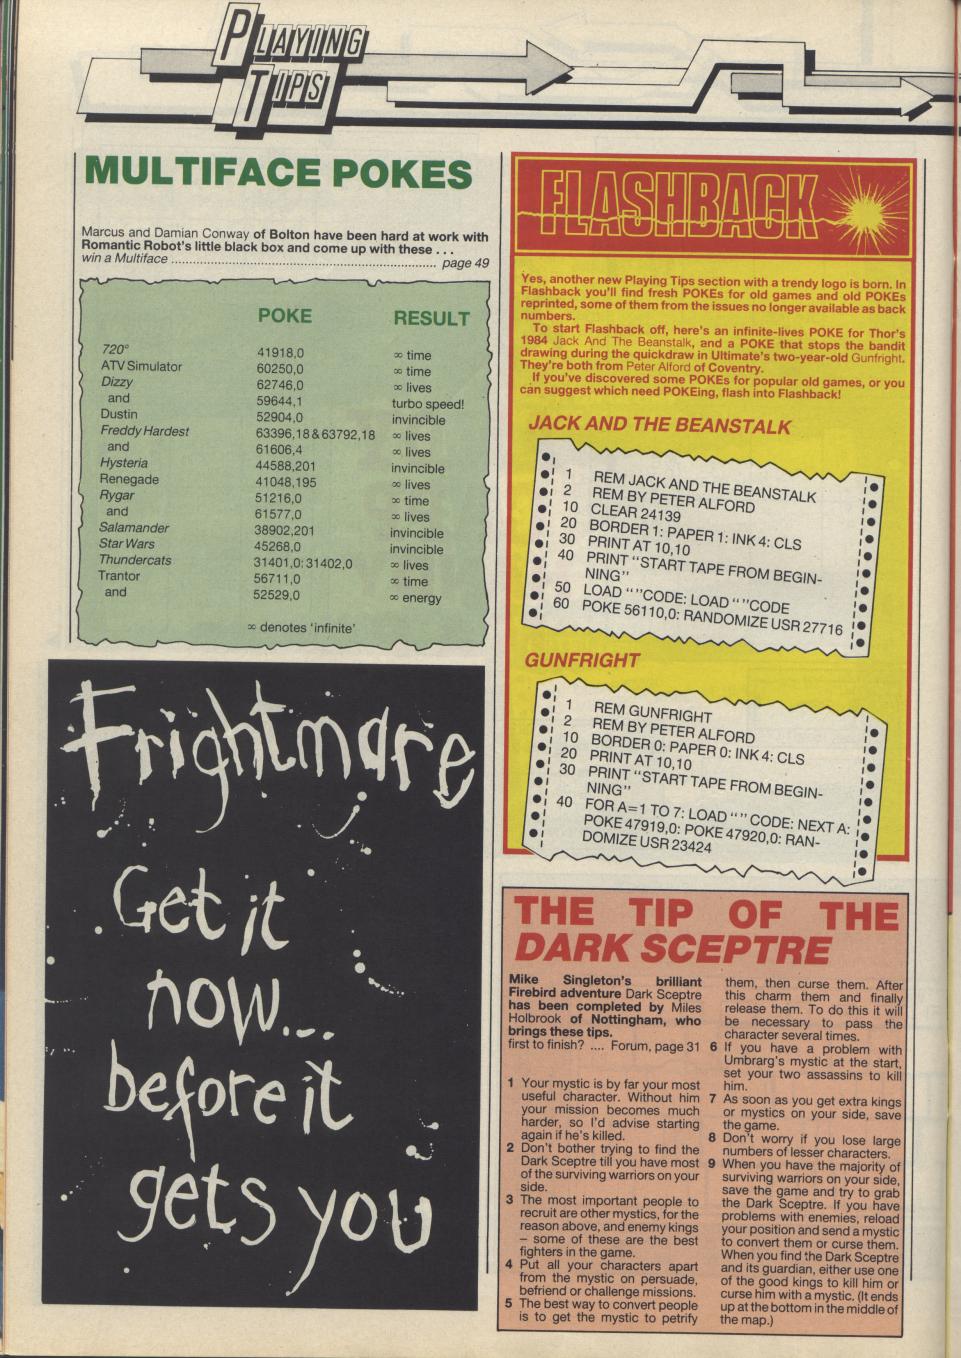 PLAYING
TIPS
MULTIFACE POKES
Marcus and Damian Conway of Bolton have been hard at work with
Romantic Robot's little black box and come up with these . . .
win a Multiface ................................................................ page 49
POKE RESULT
720° 41918,0 ∞ time
ATV Simulator 60250,0 ∞ time
Dizzy 62746,0 ∞ lives
and 59644,1 turbo speed!
Dustin 52904,0 invincible
Freddy Hardest 63396,18 & 63792,18 ∞ lives
and 61606,4 ∞ lives
Hysteria 44588,201 invincible
Renegade 41048,195 ∞ lives
Rygar 51216,0 ∞ time
and 61577,0 ∞ lives
Salamander 38902,201 invincible
Star Wars 45268,0 invincible
Thundercats 31401,0: 31402,0 ∞ lives
Trantor 56711,0 ∞ time
and 52529,0 ∞ energy
∞ denotes 'infinite'
Frightmare
Get it
now...
before it
gets you
FLASHBACK
Yes, another new Playing Tips section with a trendy logo is born. In
Flashback you'll find fresh POKEs for old games and old POKEs
reprinted, some of them from the issues no longer available as back
numbers.
To start Flashback off, here's an infinite-lives POKE for Thor's
1984 Jack And The Beanstalk, and a POKE that stops the bandit
drawing during the quickdraw in Ultimate's two-year-old Gunfright.
They're both from Peter Alford of Coventry.
If you've discovered some POKEs for popular old games, or you
can suggest which need POKEing, flash into Flashback!
JACK AND THE BEANSTALK
1 REM JACK AND THE BEANSTALK
2 REM BY PETER ALFORD
10 CLEAR 24139
20 BORDER 1: PAPER 1: INK 4: CLS
30 PRINT AT 10,10
40 PRINT "START TAPE FROM BEGIN-
NING"
50 LOAD " "CODE: LOAD " "CODE
60 POKE 56110,0: RANDOMIZE USR 27716
GUNFRIGHT
1 REM GUNFRIGHT
2 REM BY PETER ALFORD
10 BORDER 0: PAPER 0: INK 4: CLS
20 PRINT AT 10,10
30 PRINT "START TAPE FROM BEGIN-
NING"
40 FOR A=1 TO 7: LOAD " " CODE: NEXT A:
POKE 47919,0: POKE 47920,0: RAN-
DOMIZE USR 23424
THE TIP OF THE
DARK SCEPTRE
Mike Singleton's brilliant
Firebird adventure Dark Sceptre
has been completed by Miles
Holbrook of Nottingham, who
brings these tips.
first to finish? .... Forum, page 31
1 Your mystic is by far your most
useful character. Without him
your mission becomes much
harder, so I'd advise starting
again if he's killed.
2 Don't bother trying to find the
Dark Sceptre till you have most
of the surviving warriors on your
side.
3 The most important people to
recruit are other mystics, for the
reason above, and enemy kings
– some of these are the best
fighters in the game.
4 Put all your characters apart
from the mystic on persuade,
befriend or challenge missions.
5 The best way to convert people
is to get the mystic to petrify
them, then curse them. After
this charm them and finally
release them. To do this it will
be necessary to pass the
character several times.
6 If you have a problem with
Umbrarg's mystic at the start,
set your two assassins to kill
him.
7 As soon as you get extra kings
or mystics on your side, save
the game.
8 Don't worry if you lose large
numbers of lesser characters.
9 When you have the majority of
surviving warriors on your side,
save the game and try to grab
the Dark Sceptre. If you have
problems with enemies, reload
your position and send a mystic
to convert them or curse them.
When you find the Dark Sceptre
and its guardian, either use one
of the good kings to kill him or
curse him with a mystic. (It ends
up at the bottom in the middle of
the map.)